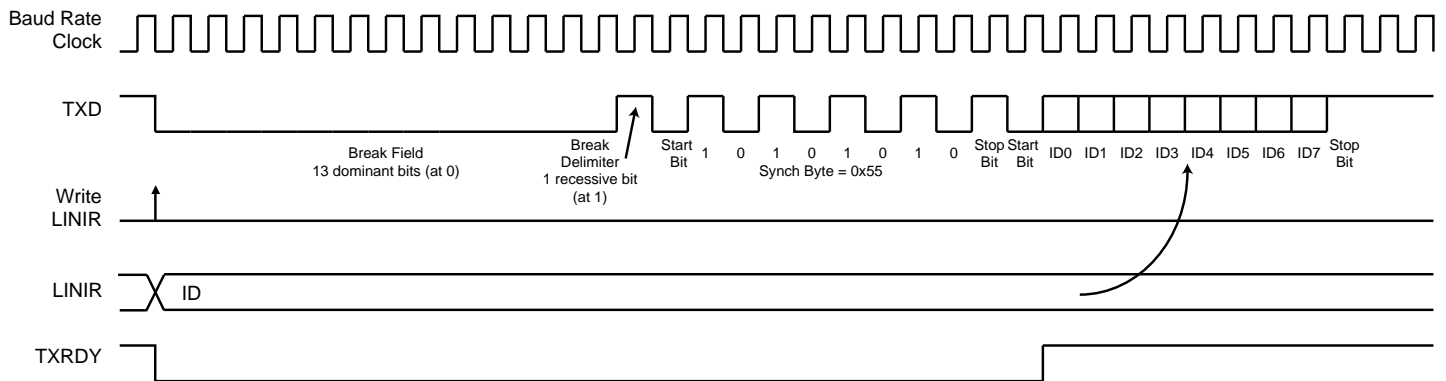 Baud Rate
Clock
TXD
Break Field
13 dominant bits (at 0)
Break
Delimiter
1 recessive bit
(at 1)
Start
Bit
1 0 1 0 1 0 1 0
Synch Byte = 0x55
Stop
Bit
Start
Bit
ID0 ID1 ID2 ID3 ID4 ID5 ID6 ID7
Stop
Bit
Write
LINIR
LINIR
ID
TXRDY